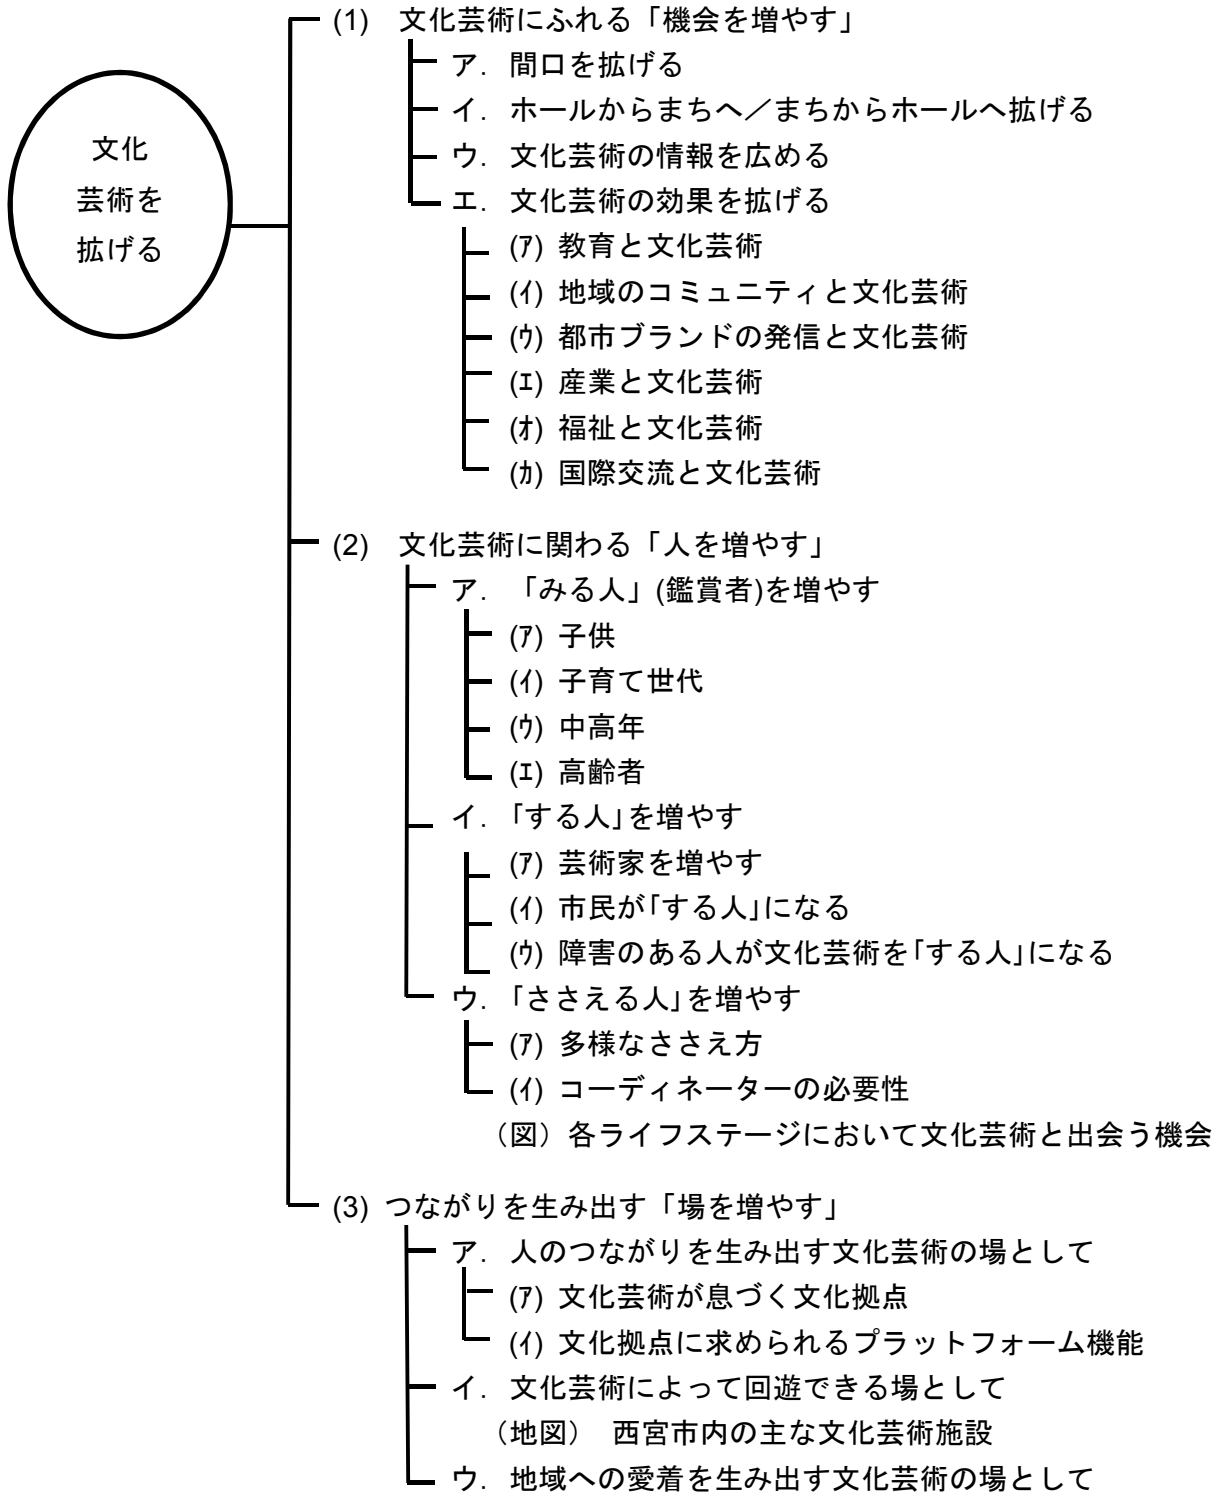 文化
芸術を
拡げる
(1) 文化芸術にふれる「機会を増やす」
ア. 間口を拡げる
イ. ホールからまちへ／まちからホールへ拡げる
ウ. 文化芸術の情報を広める
エ. 文化芸術の効果を拡げる
(ｱ) 教育と文化芸術
(ｲ) 地域のコミュニティと文化芸術
(ｳ) 都市ブランドの発信と文化芸術
(ｴ) 産業と文化芸術
(ｵ) 福祉と文化芸術
(ｶ) 国際交流と文化芸術
(2) 文化芸術に関わる「人を増やす」
ア. 「みる人」(鑑賞者)を増やす
(ｱ) 子供
(ｲ) 子育て世代
(ｳ) 中高年
(ｴ) 高齢者
イ. ｢する人｣を増やす
(ｱ) 芸術家を増やす
(ｲ) 市民が｢する人｣になる
(ｳ) 障害のある人が文化芸術を｢する人｣になる
ウ. ｢ささえる人｣を増やす
(ｱ) 多様なささえ方
(ｲ) コーディネーターの必要性
（図）各ライフステージにおいて文化芸術と出会う機会
(3) つながりを生み出す「場を増やす」
ア. 人のつながりを生み出す文化芸術の場として
(ｱ) 文化芸術が息づく文化拠点
(ｲ) 文化拠点に求められるプラットフォーム機能
イ. 文化芸術によって回遊できる場として
（地図） 西宮市内の主な文化芸術施設
ウ. 地域への愛着を生み出す文化芸術の場として